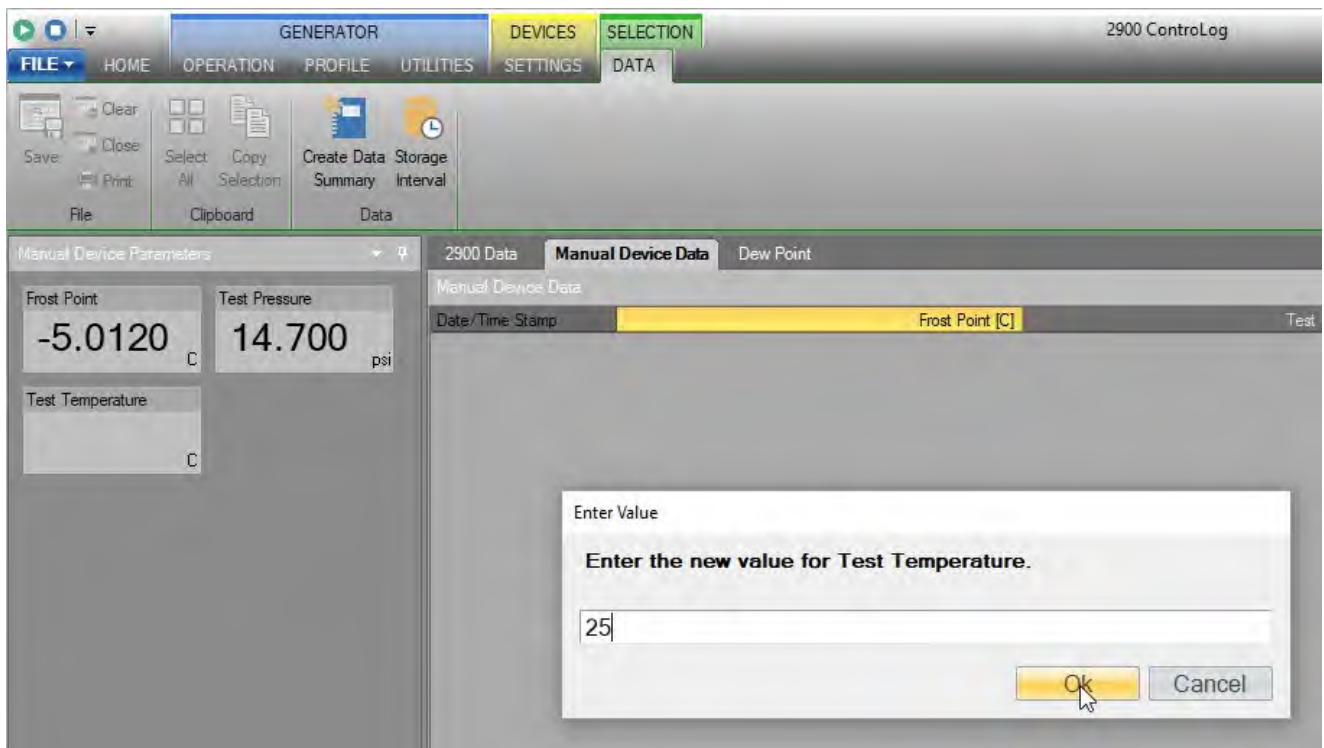 GENERATOR DEVICES SELECTION 2900 ControLog
FILE HOME OPERATION PROFILE UTILITIES SETTINGS DATA
Save Clear Close Print
Select All Copy Selection
Create Data Summary Storage Interval
File Clipboard Data
Manual Device Parameters
Frost Point Test Pressure
-5.0120 C 14.700 psi
Test Temperature
C
2900 Data Manual Device Data Dew Point
Manual Device Data
Date/Time Stamp Frost Point [C] Test
Enter Value
Enter the new value for Test Temperature.
25
Ok Cancel